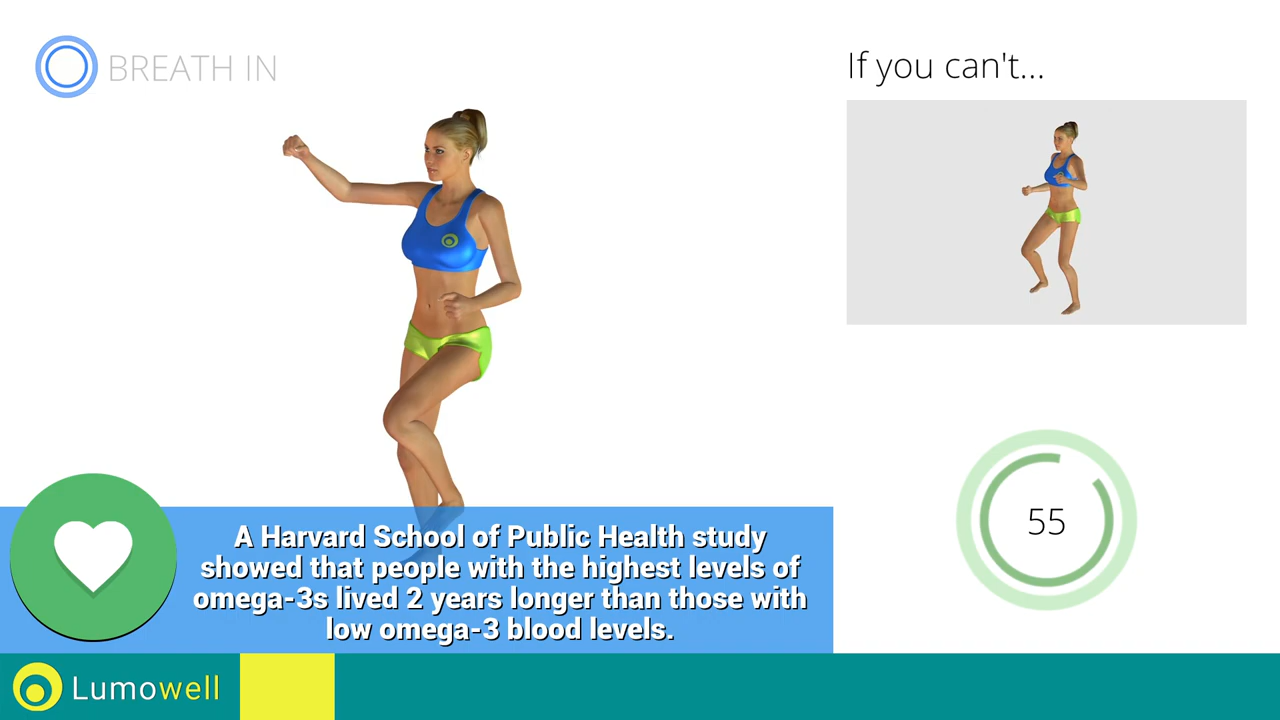 BREATH IN
If you can't...
55
A Harvard School of Public Health study
showed that people with the highest levels of
omega-3s lived 2 years longer than those with
low omega-3 blood levels.
Lumowell